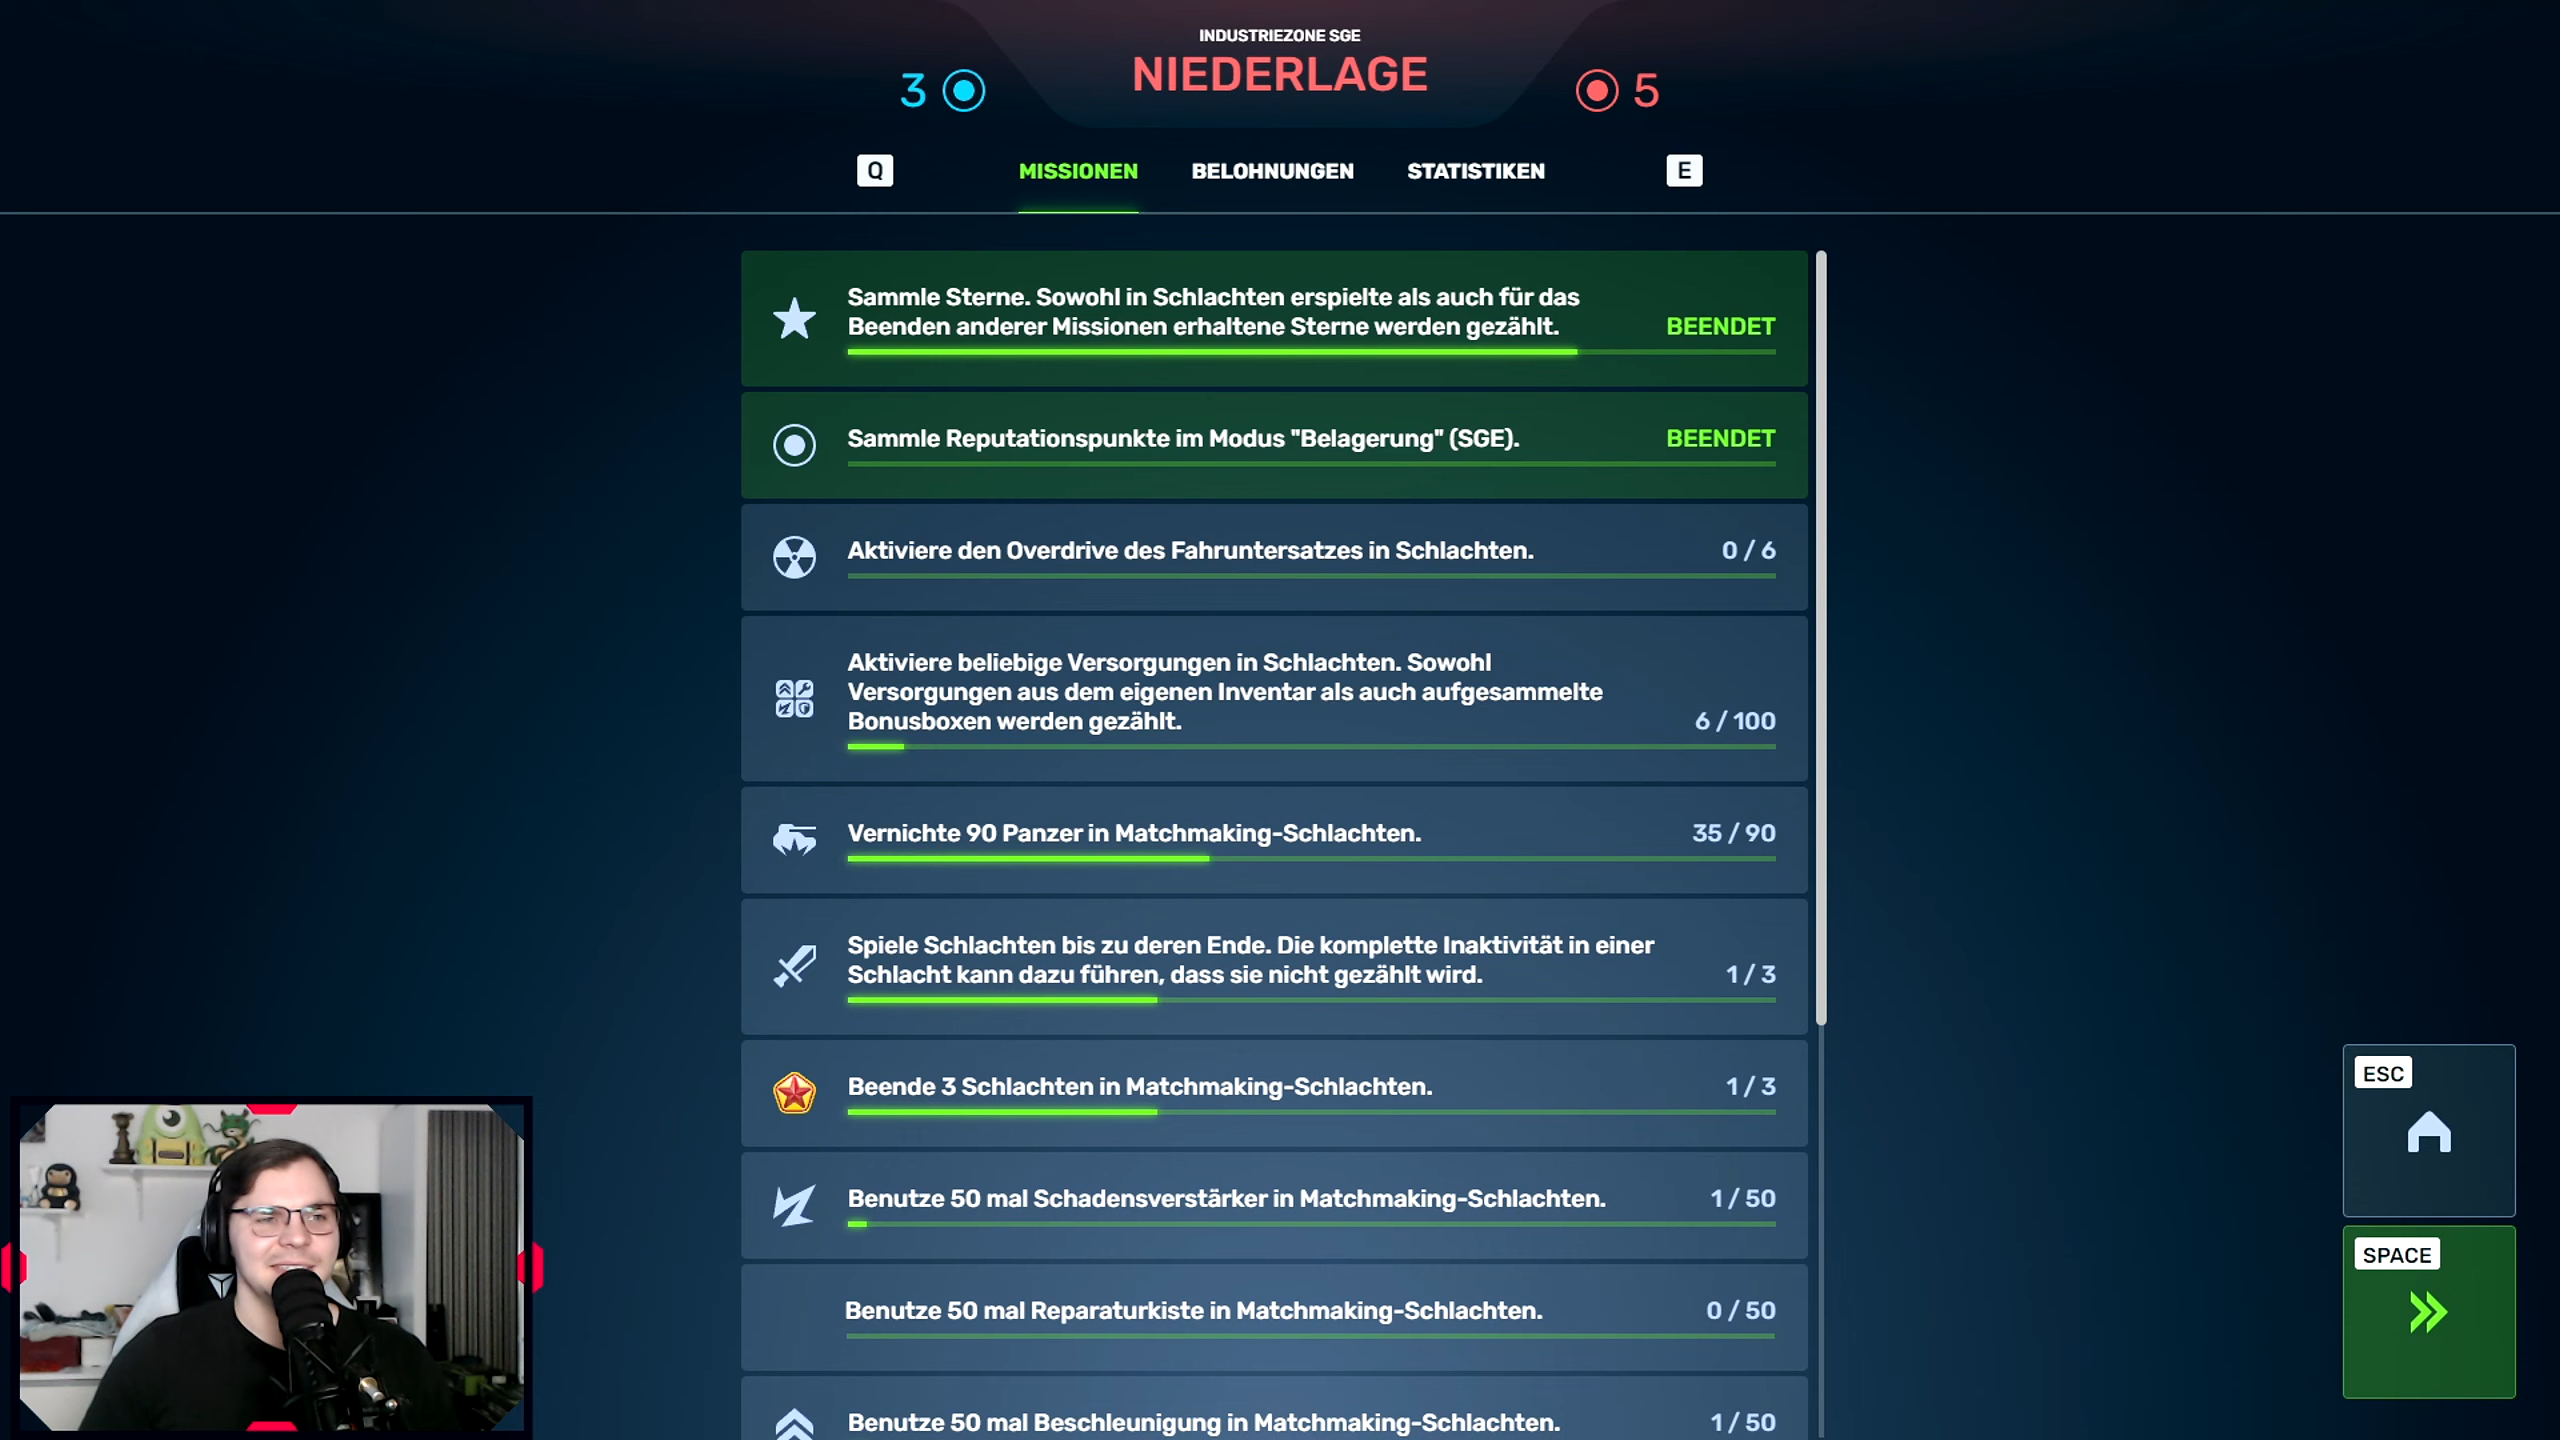 INDUSTRIEZONE SGE
3 NIEDERLAGE 5
Q MISSIONEN BELOHNUNGEN STATISTIKEN E
Sammle Sterne. Sowohl in Schlachten erspielte als auch für das
Beenden anderer Missionen erhaltene Sterne werden gezählt. BEENDET
Sammle Reputationspunkte im Modus "Belagerung" (SGE). BEENDET
Aktiviere den Overdrive des Fahruntersatzes in Schlachten. 0 / 6
Aktiviere beliebige Versorgungen in Schlachten. Sowohl
Versorgungen aus dem eigenen Inventar als auch aufgesammelte
Bonusboxen werden gezählt. 6 / 100
Vernichte 90 Panzer in Matchmaking-Schlachten. 35 / 90
Spiele Schlachten bis zu deren Ende. Die komplette Inaktivität in einer
Schlacht kann dazu führen, dass sie nicht gezählt wird. 1 / 3
Beende 3 Schlachten in Matchmaking-Schlachten. 1 / 3
Benutze 50 mal Schadensverstärker in Matchmaking-Schlachten. 1 / 50
Benutze 50 mal Reparaturkiste in Matchmaking-Schlachten. 0 / 50
Benutze 50 mal Beschleunigung in Matchmaking-Schlachten. 1 / 50
ESC
SPACE